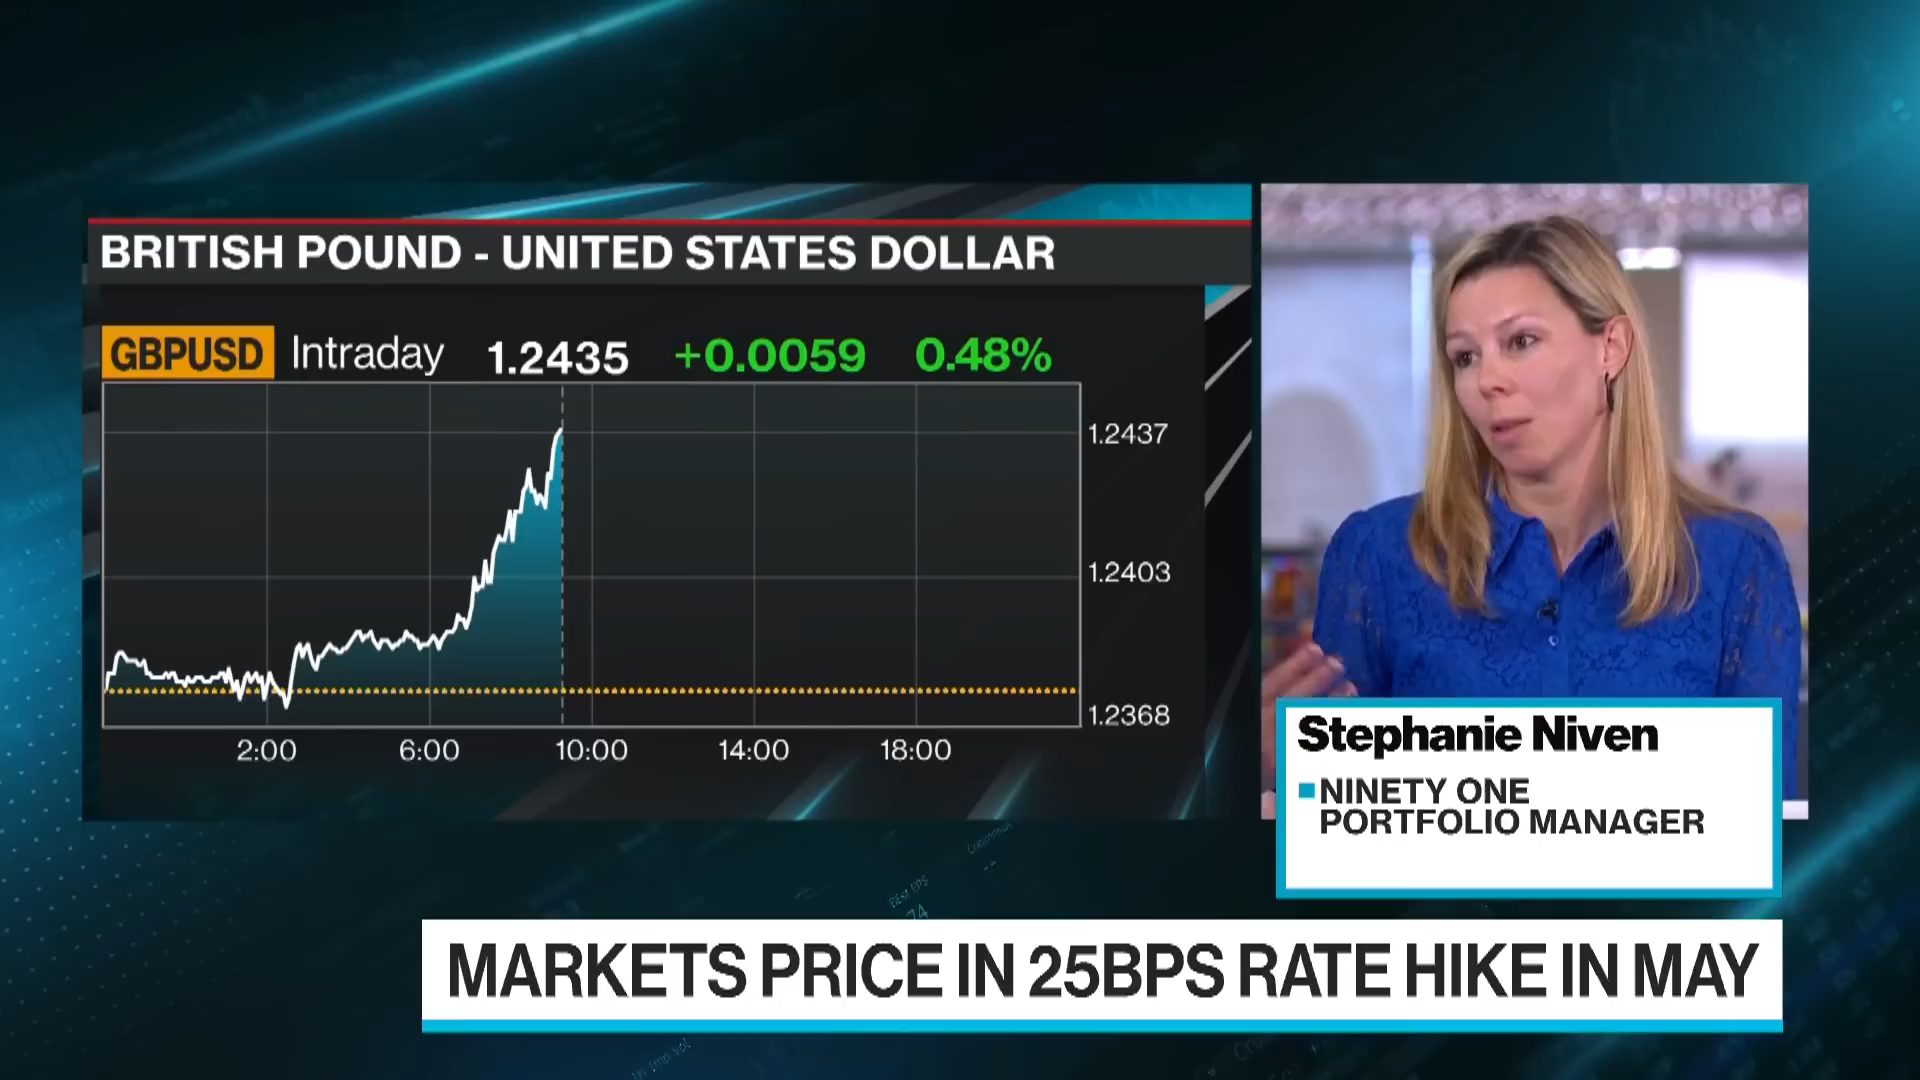 BRITISH POUND - UNITED STATES DOLLAR
GBPUSD Intraday 1.2435 +0.0059 0.48%
1.2437
1.2403
1.2368
2:00 6:00 10:00 14:00 18:00
Stephanie Niven
NINETY ONE
PORTFOLIO MANAGER
MARKETS PRICE IN 25BPS RATE HIKE IN MAY